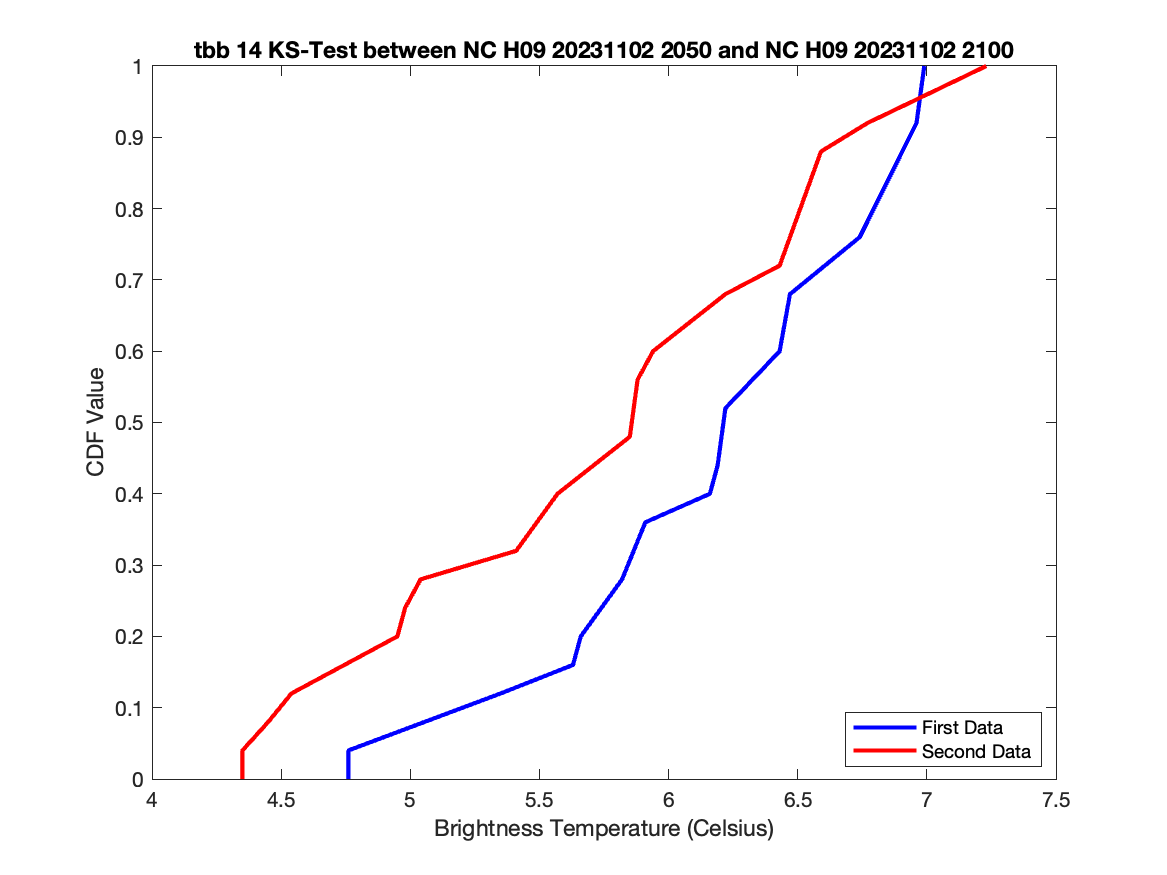 tbb 14 KS-Test between NC H09 20231102 2050 and NC H09 20231102 2100
1
0.9
0.8
0.7
0.6
0.5
0.4
0.3
0.2
0.1
0
CDF Value
First Data
Second Data
4 4.5 5 5.5 6 6.5 7 7.5
Brightness Temperature (Celsius)